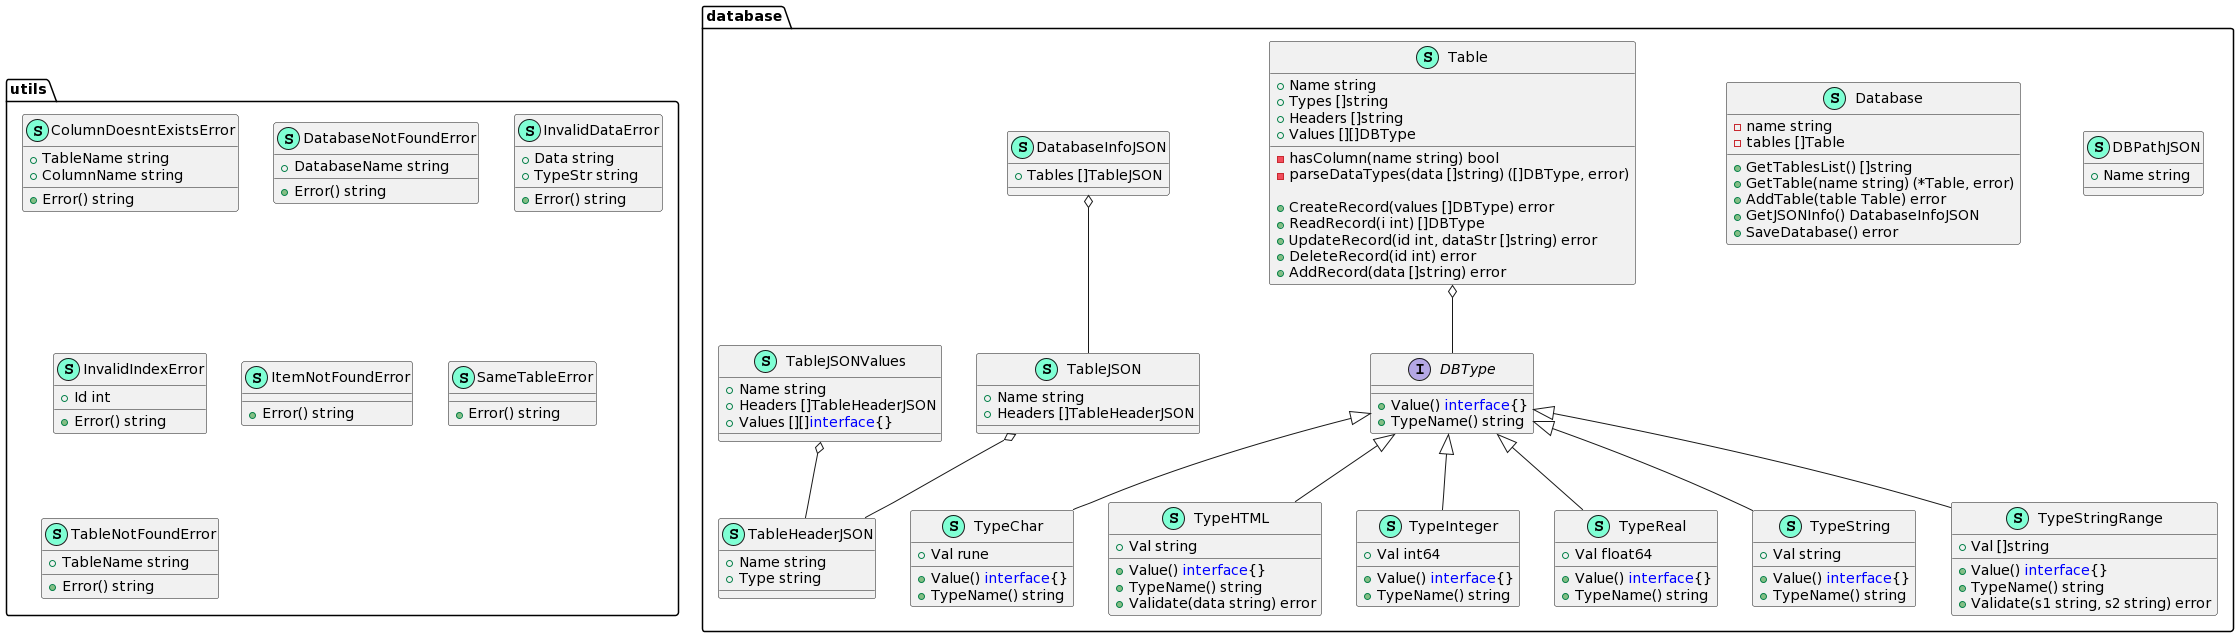 utils
S ColumnDoesntExistsError
TableName string
ColumnName string
Error() string
S DatabaseNotFoundError
DatabaseName string
Error() string
S InvalidDataError
Data string
TypeStr string
Error() string
S InvalidIndexError
Id int
Error() string
S ItemNotFoundError
Error() string
S SameTableError
Error() string
S TableNotFoundError
TableName string
Error() string
database
S DatabaseInfoJSON
Tables []TableJSON
S Table
Name string
Types []string
Headers []string
Values [][]DBType
hasColumn(name string) bool
parseDataTypes(data []string) ([]DBType, error)
CreateRecord(values []DBType) error
ReadRecord(i int) []DBType
UpdateRecord(id int, dataStr []string) error
DeleteRecord(id int) error
AddRecord(data []string) error
S Database
name string
tables []Table
GetTablesList() []string
GetTable(name string) (*Table, error)
AddTable(table Table) error
GetJSONInfo() DatabaseInfoJSON
SaveDatabase() error
S DBPathJSON
Name string
S TableJSONValues
Name string
Headers []TableHeaderJSON
Values [][]interface{}
S TableJSON
Name string
Headers []TableHeaderJSON
I DBType
Value() interface{}
TypeName() string
S TableHeaderJSON
Name string
Type string
S TypeChar
Val rune
Value() interface{}
TypeName() string
S TypeHTML
Val string
Value() interface{}
TypeName() string
Validate(data string) error
S TypeInteger
Val int64
Value() interface{}
TypeName() string
S TypeReal
Val float64
Value() interface{}
TypeName() string
S TypeString
Val string
Value() interface{}
TypeName() string
S TypeStringRange
Val []string
Value() interface{}
TypeName() string
Validate(s1 string, s2 string) error